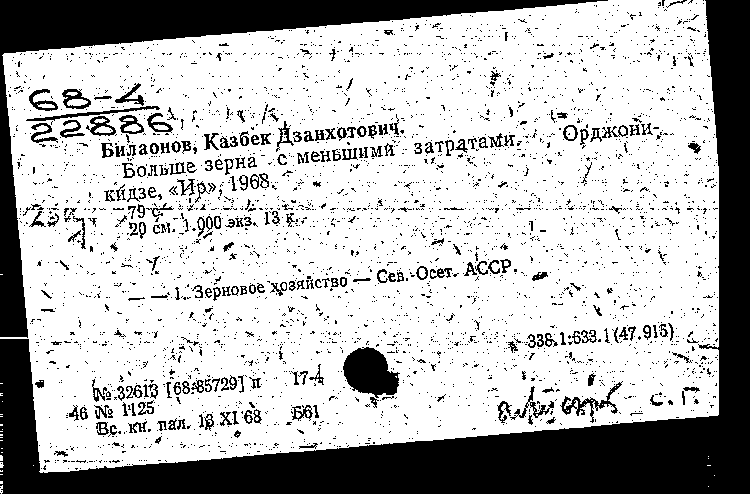 68-4
22886
Билаонов, Казбек Дзанхотович.
Больше зерна с меньшими затратами. Орджони-
кидзе, «Ир», 1968.
79 с.
20 см. 1.000 экз. 13 к.
— — 1. Зерновое хозяйство — Сев.-Осет. АССР.
338.1:633.1(47.915)
№ 32613 [68-85729] п 17-4
46 № 1125
Вс. кн. пал. 13 XI 68 Б61
с. п.